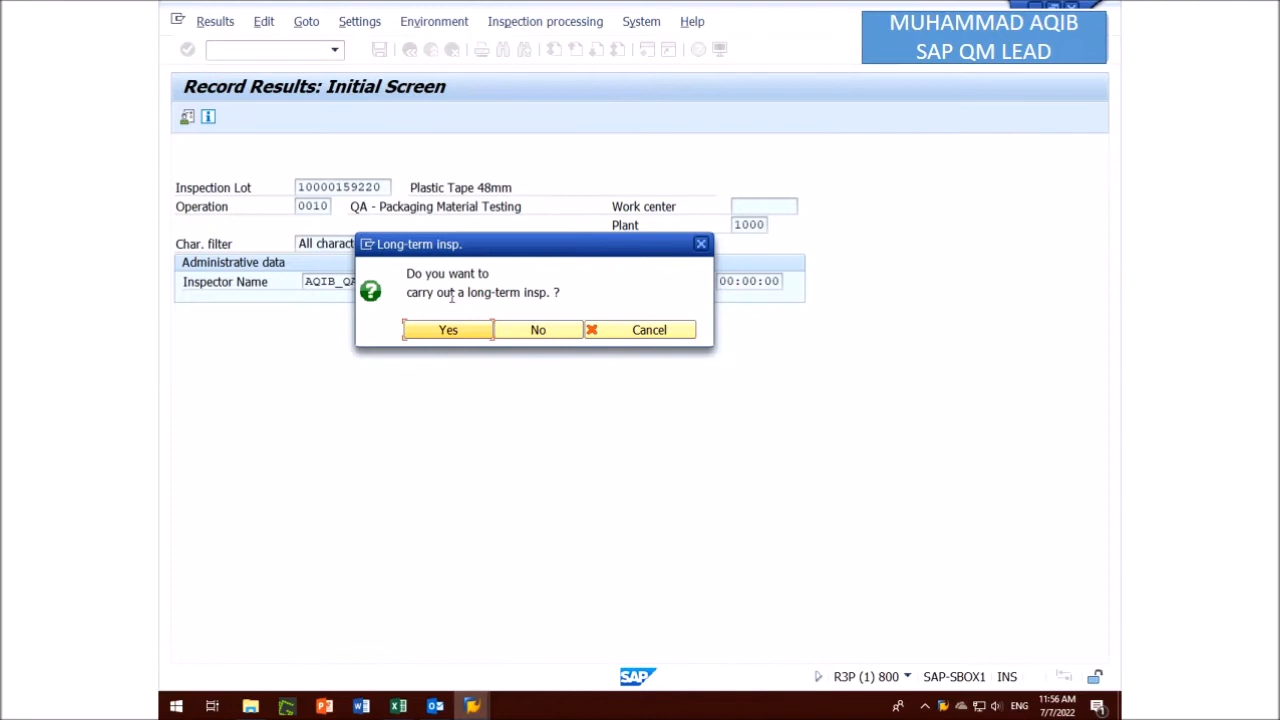 Results Edit Goto Settings Environment Inspection processing System Help
MUHAMMAD AQIB
SAP QM LEAD
Record Results: Initial Screen
Inspection Lot 10000159220 Plastic Tape 48mm
Operation 0010 QA - Packaging Material Testing Work center
Plant 1000
Char. filter All charact
Long-term insp.
Administrative data
Inspector Name AQIB_QA 00:00:00
Do you want to
carry out a long-term insp. ?
Yes No Cancel
SAP R3P (1) 800 SAP-SBOX1 INS
ENG
11:56 AM
7/7/2022